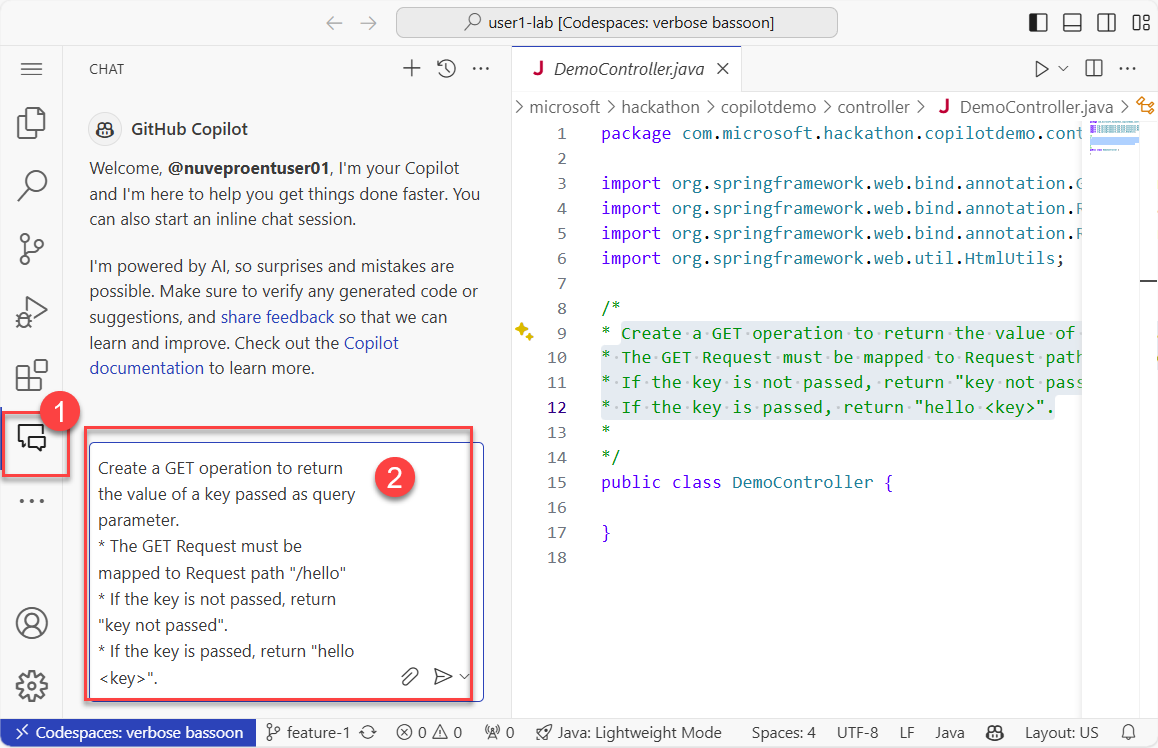 user1-lab [Codespaces: verbose bassoon]
CHAT
GitHub Copilot
Welcome, @nuveproentuser01, I'm your Copilot
and I'm here to help you get things done faster. You
can also start an inline chat session.
I'm powered by AI, so surprises and mistakes are
possible. Make sure to verify any generated code or
suggestions, and share feedback so that we can
learn and improve. Check out the Copilot
documentation to learn more.
1
2
Create a GET operation to return
the value of a key passed as query
parameter.
* The GET Request must be
mapped to Request path "/hello"
* If the key is not passed, return
"key not passed".
* If the key is passed, return "hello
<key>".
J DemoController.java
> microsoft > hackathon > copilotdemo > controller > J DemoController.java >
1 package com.microsoft.hackathon.copilotdemo.cont
2
3 import org.springframework.web.bind.annotation.G
4 import org.springframework.web.bind.annotation.R
5 import org.springframework.web.bind.annotation.R
6 import org.springframework.web.util.HtmlUtils;
7
8 /*
9 * Create a GET operation to return the value of
10 * The GET Request must be mapped to Request path
11 * If the key is not passed, return "key not pass
12 * If the key is passed, return "hello <key>".
13 *
14 */
15 public class DemoController {
16
17 }
18
Codespaces: verbose bassoon feature-1 0 0 0 Java: Lightweight Mode Spaces: 4 UTF-8 LF Java Layout: US